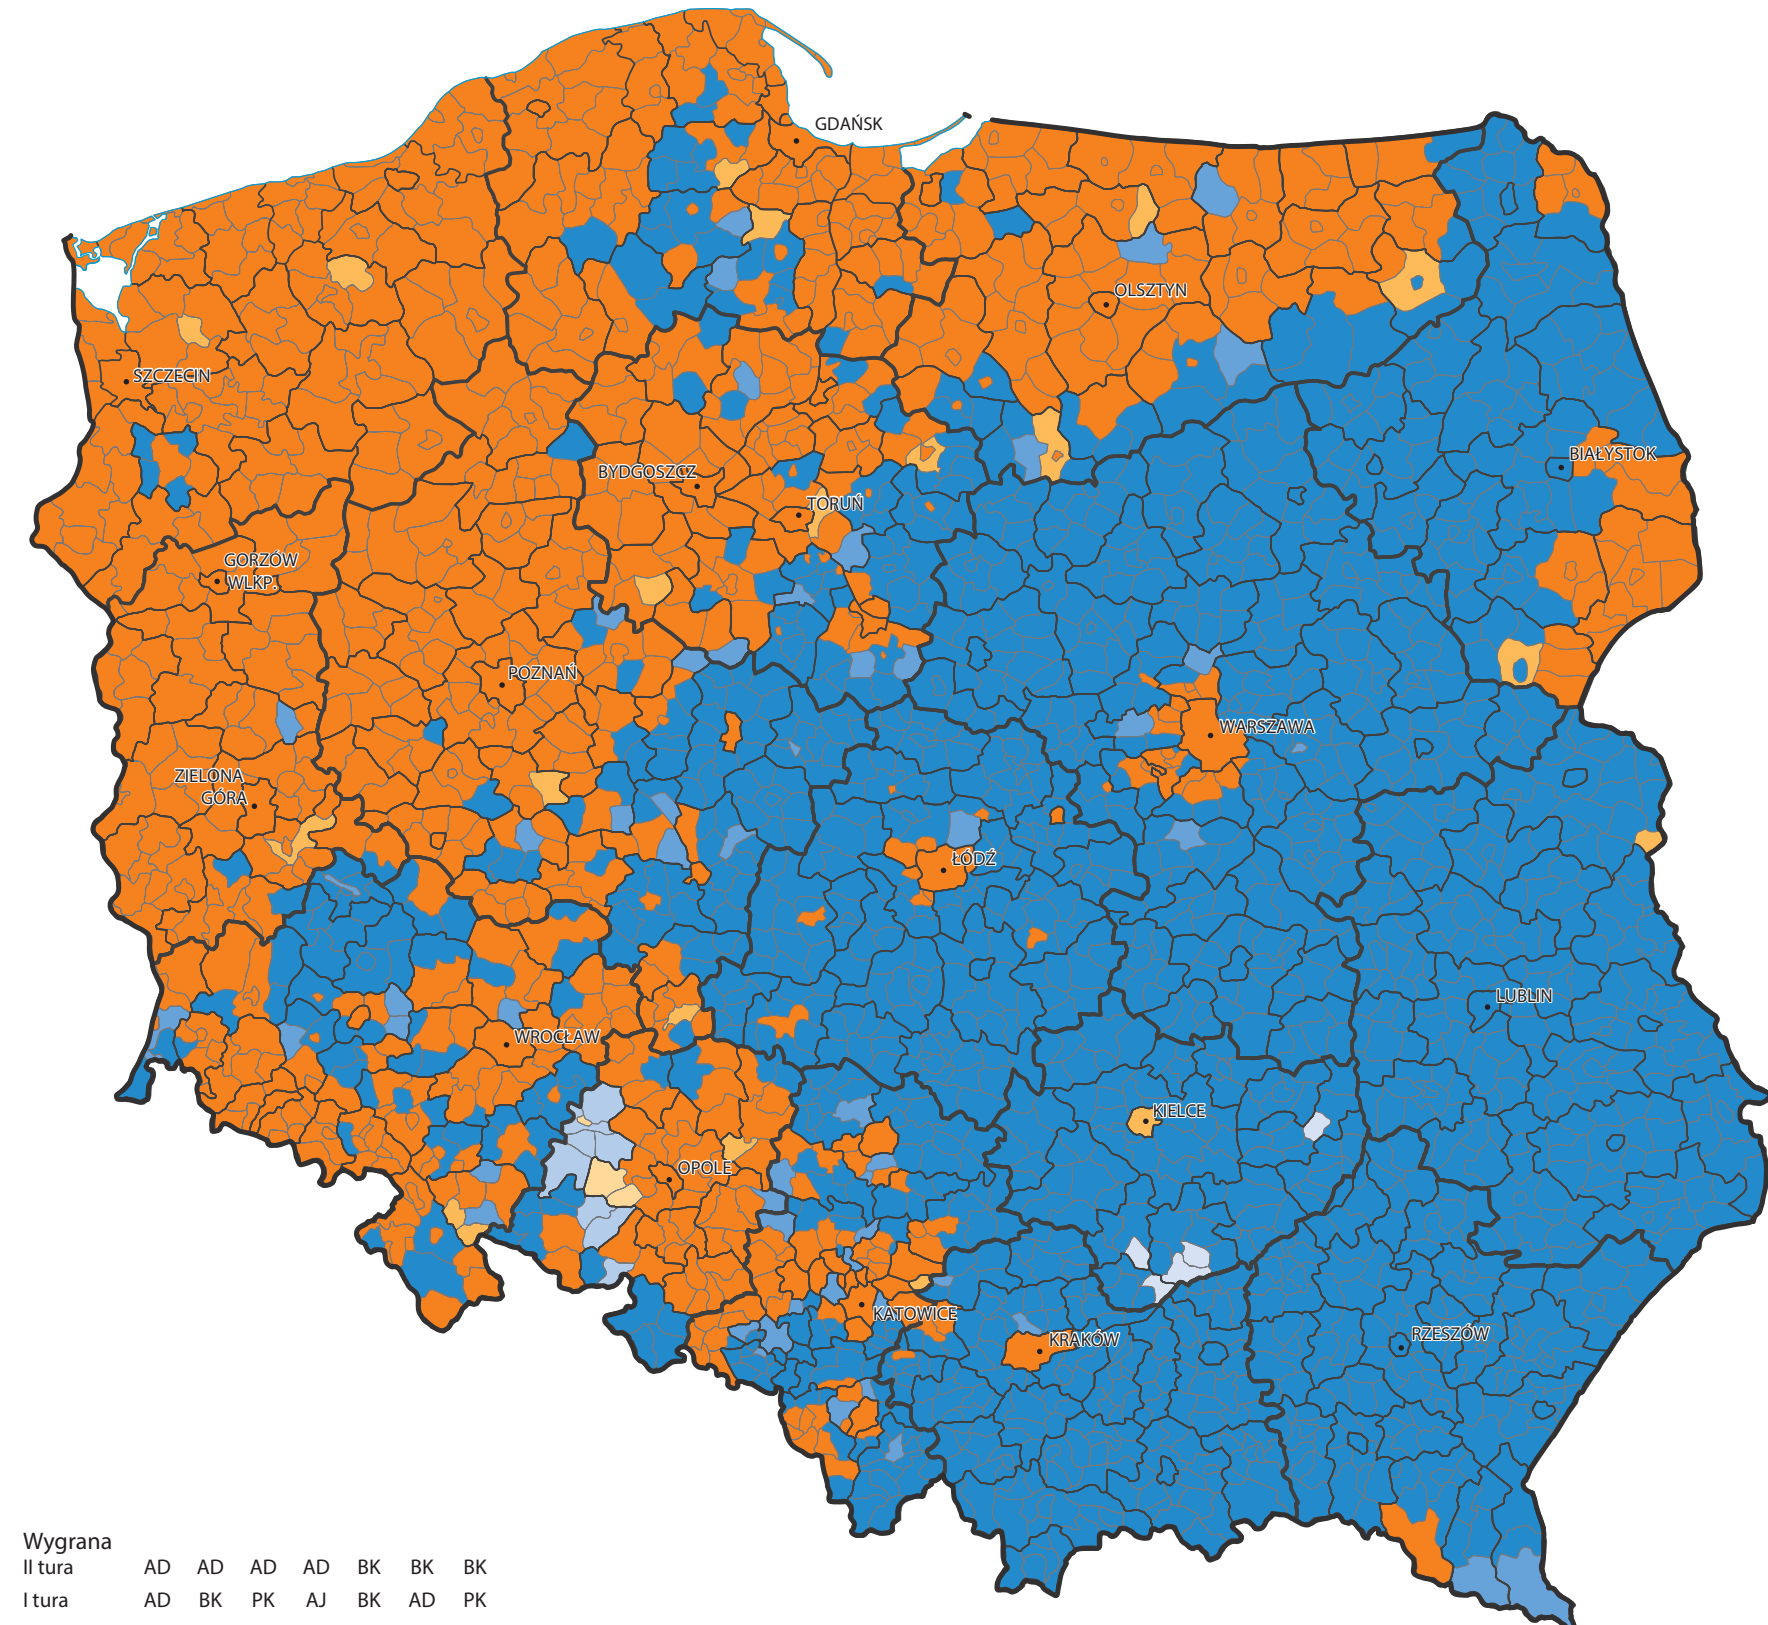 GDAŃSK
OLSZTYN
SZCZECIN
BIAŁYSTOK
BYDGOSZCZ
TORUŃ
GORZÓW
WLKP.
POZNAŃ
WARSZAWA
ZIELONA
GÓRA
ŁÓDŹ
LUBLIN
WROCŁAW
KIELCE
OPOLE
KATOWICE
KRAKÓW
RZESZÓW
Wygrana
II tura AD AD AD AD BK BK BK
I tura AD BK PK AJ BK AD PK